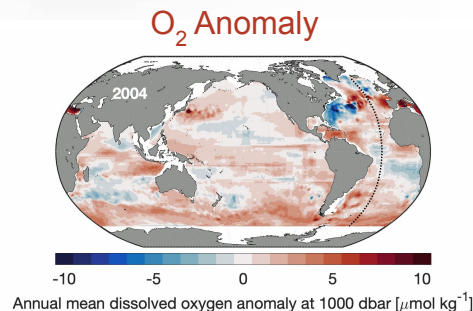 O₂ Anomaly
2004
-10 -5 0 5 10
Annual mean dissolved oxygen anomaly at 1000 dbar [μmol kg⁻¹]